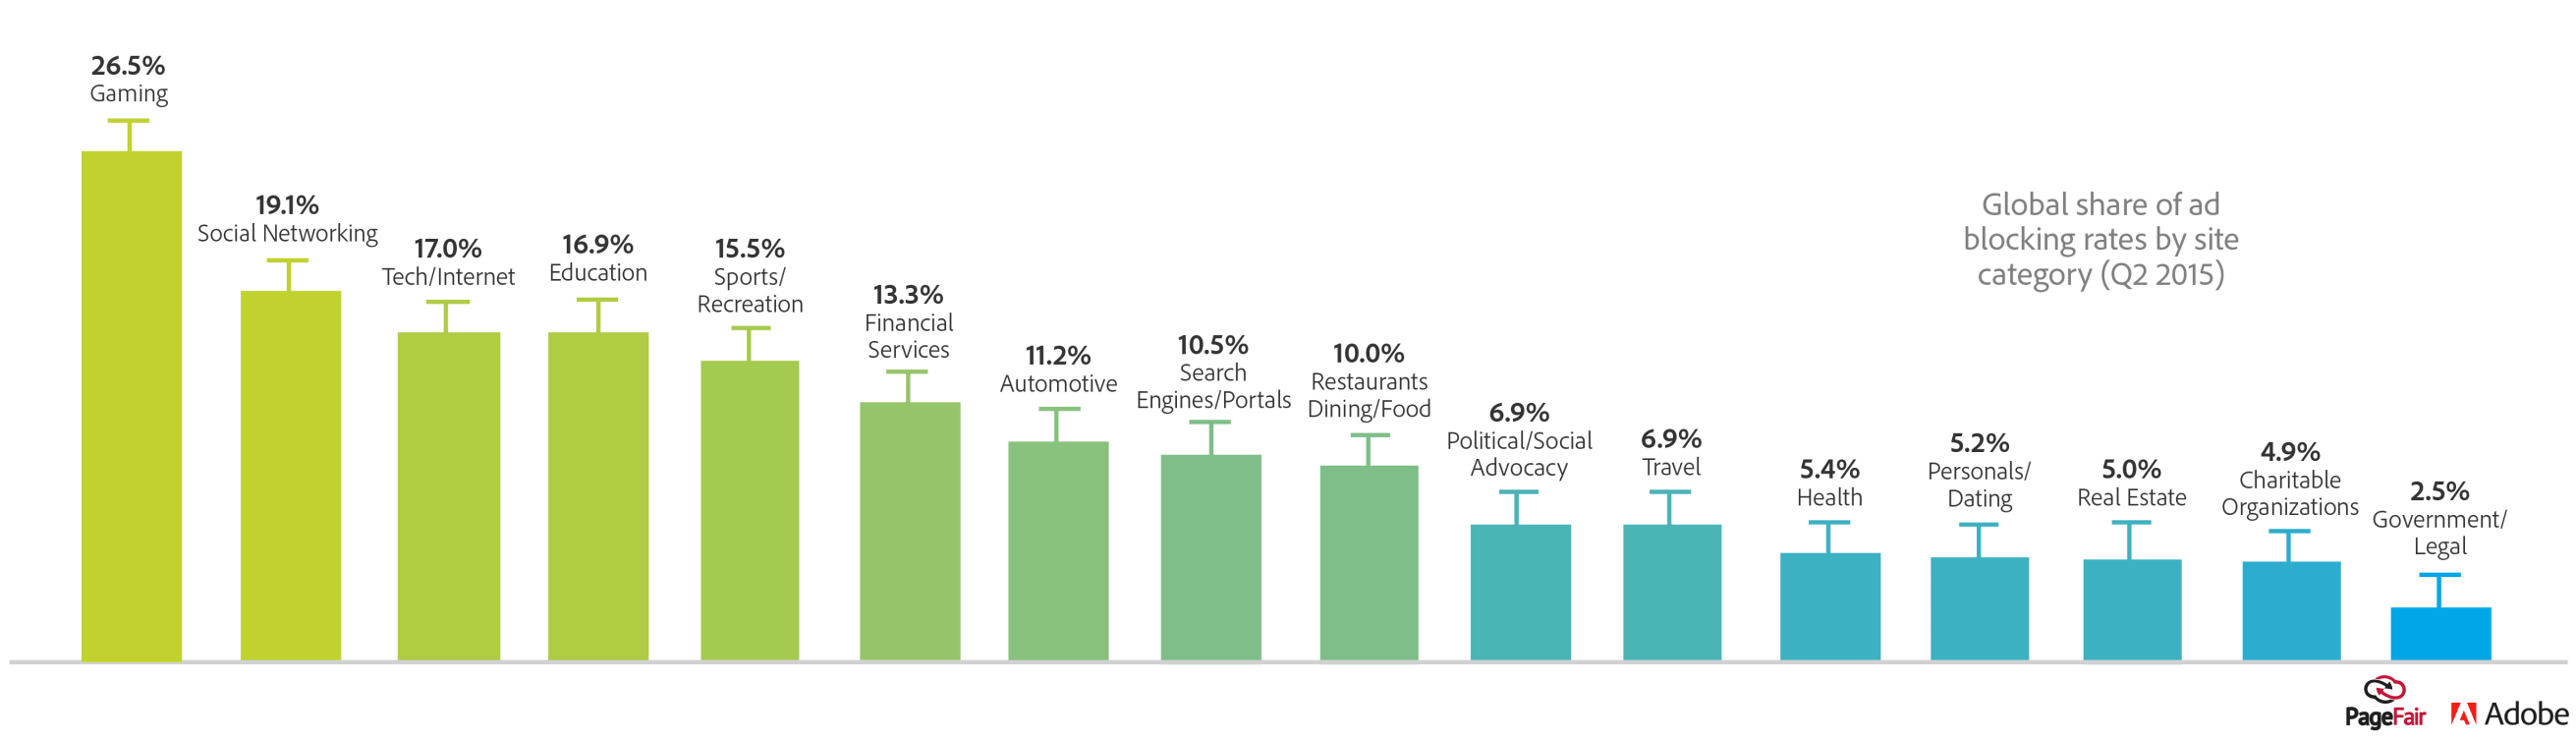 26.5%
Gaming
19.1%
Social Networking
17.0%
Tech/Internet
16.9%
Education
15.5%
Sports/
Recreation
13.3%
Financial
Services
11.2%
Automotive
10.5%
Search
Engines/Portals
10.0%
Restaurants
Dining/Food
6.9%
Political/Social
Advocacy
6.9%
Travel
5.4%
Health
5.2%
Personals/
Dating
5.0%
Real Estate
4.9%
Charitable
Organizations
2.5%
Government/
Legal
Global share of ad
blocking rates by site
category (Q2 2015)
PageFair
Adobe